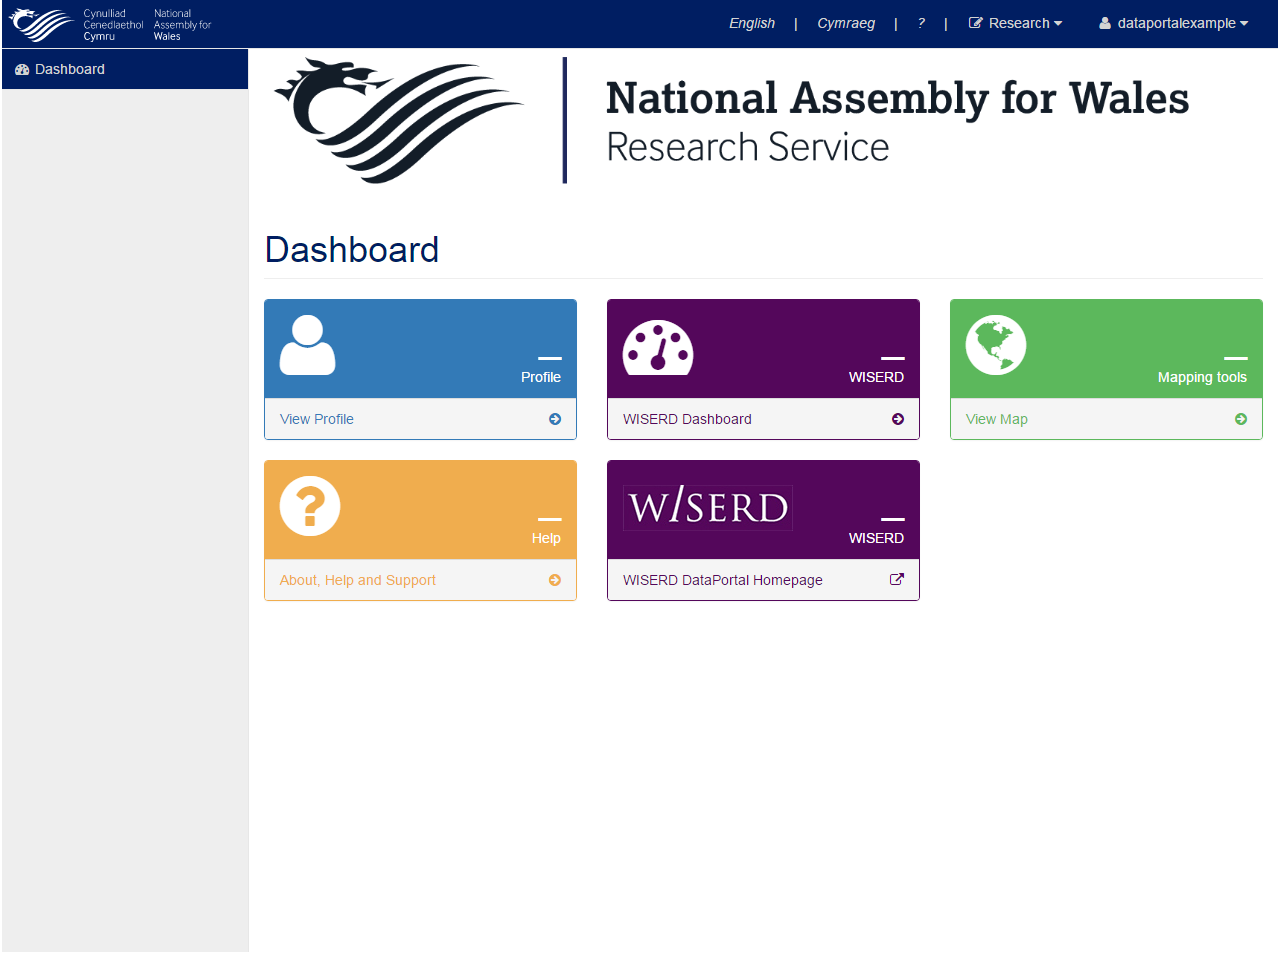 Cynulliad
Cenedlaethol
Cymru
National
Assembly for
Wales
English | Cymraeg | ? | Research dataportalexample
Dashboard
National Assembly for Wales
Research Service
Dashboard
Profile
View Profile
WISERD
WISERD Dashboard
Mapping tools
View Map
Help
About, Help and Support
W/SERD
WISERD
WISERD DataPortal Homepage